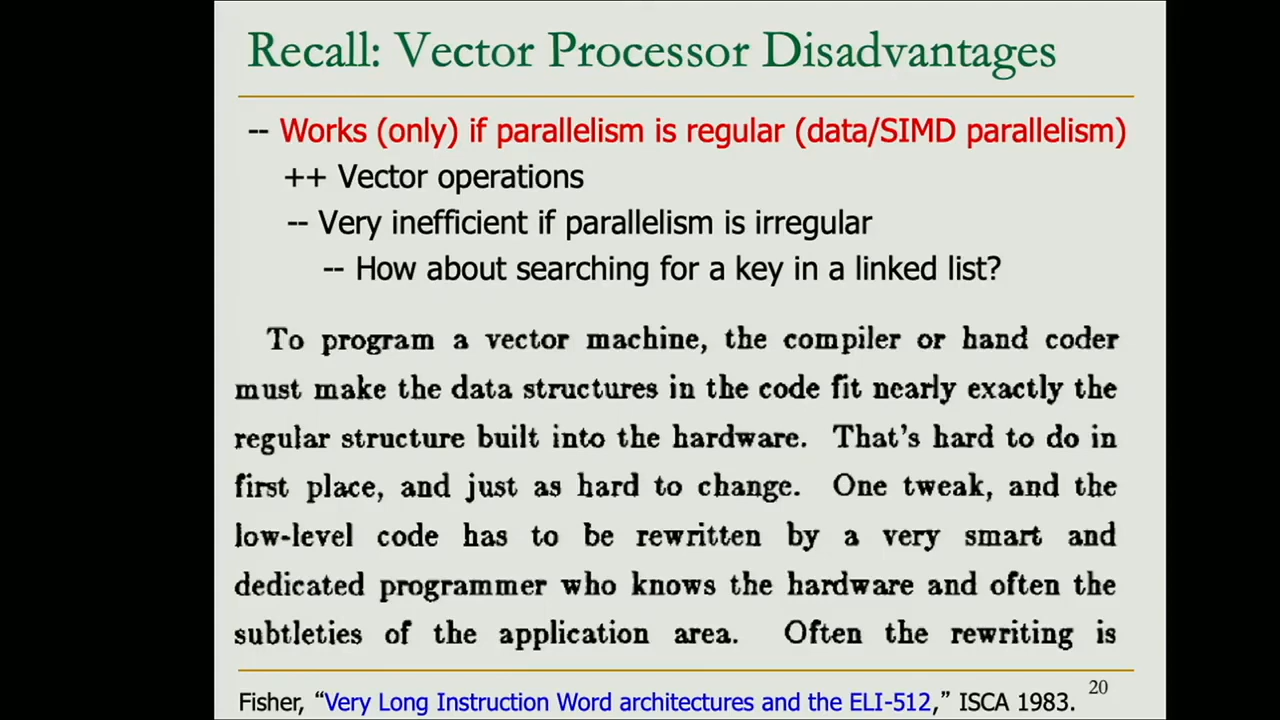 Recall: Vector Processor Disadvantages
-- Works (only) if parallelism is regular (data/SIMD parallelism)
++ Vector operations
-- Very inefficient if parallelism is irregular
-- How about searching for a key in a linked list?
To program a vector machine, the compiler or hand coder
must make the data structures in the code fit nearly exactly the
regular structure built into the hardware. That's hard to do in
first place, and just as hard to change. One tweak, and the
low-level code has to be rewritten by a very smart and
dedicated programmer who knows the hardware and often the
subtleties of the application area. Often the rewriting is
Fisher, “Very Long Instruction Word architectures and the ELI-512,” ISCA 1983.
20